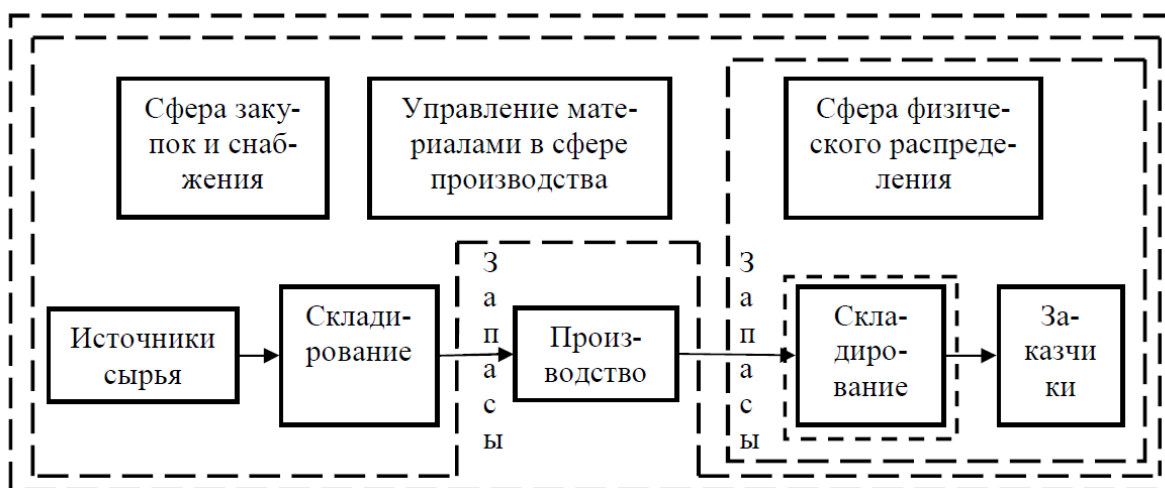 Сфера заку-
пок и снаб-
жения
Управление мате-
риалами в сфере
производства
Сфера физиче-
ского распреде-
ления
Источники
сырья
Склади-
рование
З
а
п
а
с
ы
Произ-
водство
З
а
п
а
с
ы
Скла-
диро-
вание
За-
казчи
ки